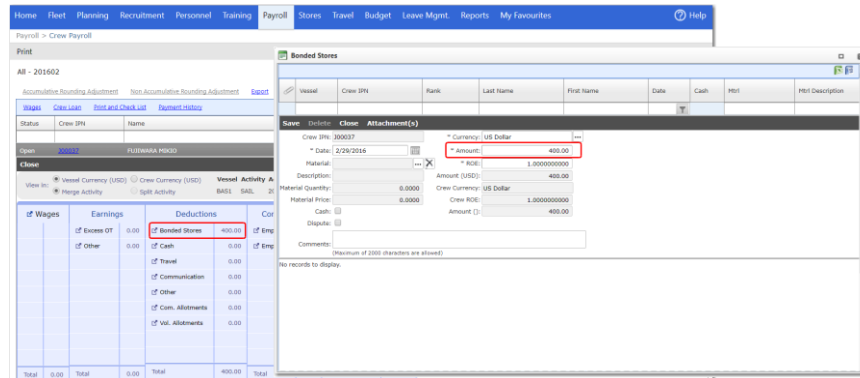 Home Fleet Planning Recruitment Personnel Training Payroll Stores Travel Budget Leave Mgmt. Reports My Favourites Help
Payroll > Crew Payroll
Print
All - 201602
Accumulative Rounding Adjustment Non Accumulative Rounding Adjustment Export
Wages Crew Loan Print and Check List Payment History
Status Crew IPN Name
Open J00037 FUJIWARA MIKIO
Close
View in: Vessel Currency (USD) Crew Currency (USD) Vessel Activity
Merge Activity Split Activity BAS1 SAIL
Wages Earnings Deductions
Excess OT 0.00 Bonded Stores 400.00
Other 0.00 Cash 0.00
Travel 0.00
Communication 0.00
Other 0.00
Com. Allotments 0.00
Vol. Allotments 0.00
Total 0.00 Total 0.00 Total 400.00 Total
Bonded Stores
Vessel Crew IPN Rank Last Name First Name Date Cash Mtrl Mtrl Description
Save Delete Close Attachment(s)
Crew IPN: J00037 * Currency: US Dollar ...
* Date: 2/29/2016 * Amount: 400.00
Material: ... * ROE: 1.0000000000
Description: Amount (USD): 400.00
Material Quantity: 0.0000 Crew Currency: US Dollar
Material Price: 0.0000 Crew ROE: 1.0000000000
Cash: Amount (): 400.00
Dispute:
Comments:
(Maximum of 2000 characters are allowed)
No records to display.